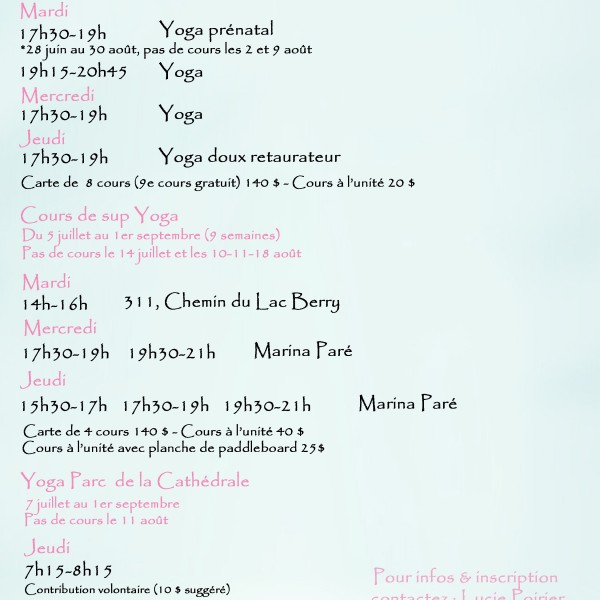 Mardi
17h30-19h Yoga prénatal
*28 juin au 30 août, pas de cours les 2 et 9 août
19h15-20h45 Yoga
Mercredi
17h30-19h Yoga
Jeudi
17h30-19h Yoga doux retaurateur
Carte de 8 cours (9e cours gratuit) 140 $ - Cours à l'unité 20 $
Cours de sup Yoga
Du 5 juillet au 1er septembre (9 semaines)
Pas de cours le 14 juillet et les 10-11-18 août
Mardi
14h-16h 311, Chemin du Lac Berry
Mercredi
17h30-19h 19h30-21h Marina Paré
Jeudi
15h30-17h 17h30-19h 19h30-21h Marina Paré
Carte de 4 cours 140 $ - Cours à l'unité 40 $
Cours à l'unité avec planche de paddleboard 25$
Yoga Parc de la Cathédrale
7 juillet au 1er septembre
Pas de cours le 11 août
Jeudi
7h15-8h15
Contribution volontaire (10 $ suggéré)
Pour infos & inscription
contactez : Lucie Poirier